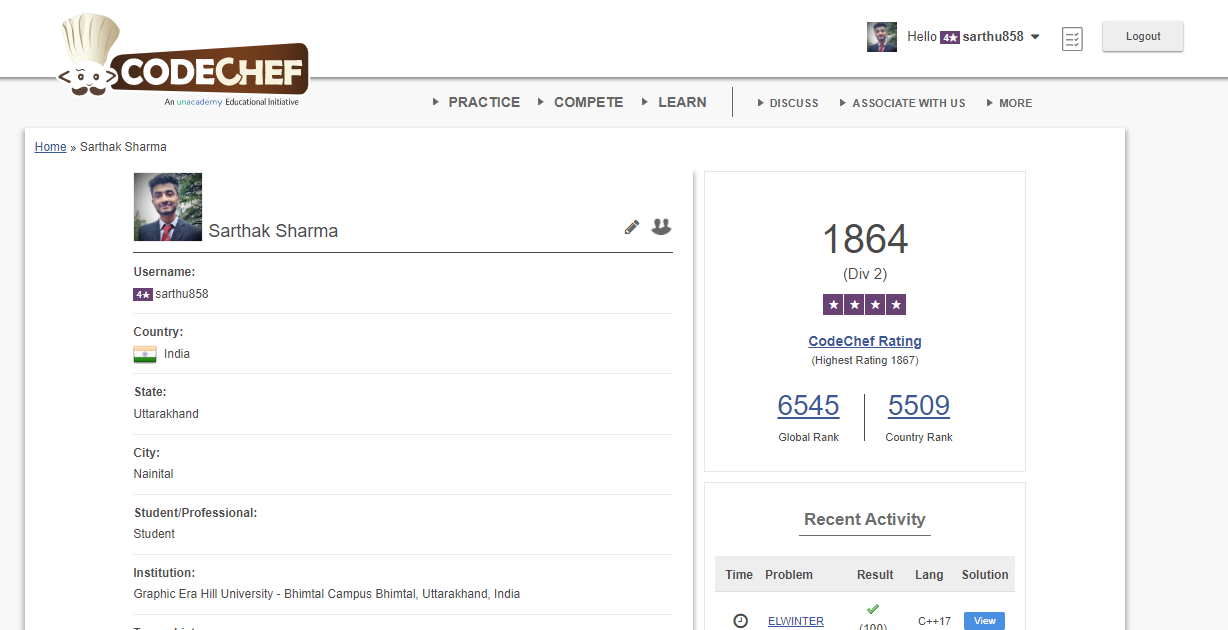 Hello 4★ sarthu858
Logout
CODECHEF
An unacademy Educational Initiative
PRACTICE
COMPETE
LEARN
DISCUSS
ASSOCIATE WITH US
MORE
Home » Sarthak Sharma
Sarthak Sharma
Username:
4★ sarthu858
Country:
India
State:
Uttarakhand
City:
Nainital
Student/Professional:
Student
Institution:
Graphic Era Hill University - Bhimtal Campus Bhimtal, Uttarakhand, India
1864
(Div 2)
★ ★ ★ ★
CodeChef Rating
(Highest Rating 1867)
6545
Global Rank
5509
Country Rank
Recent Activity
Time Problem Result Lang Solution
ELWINTER (100) C++17 View